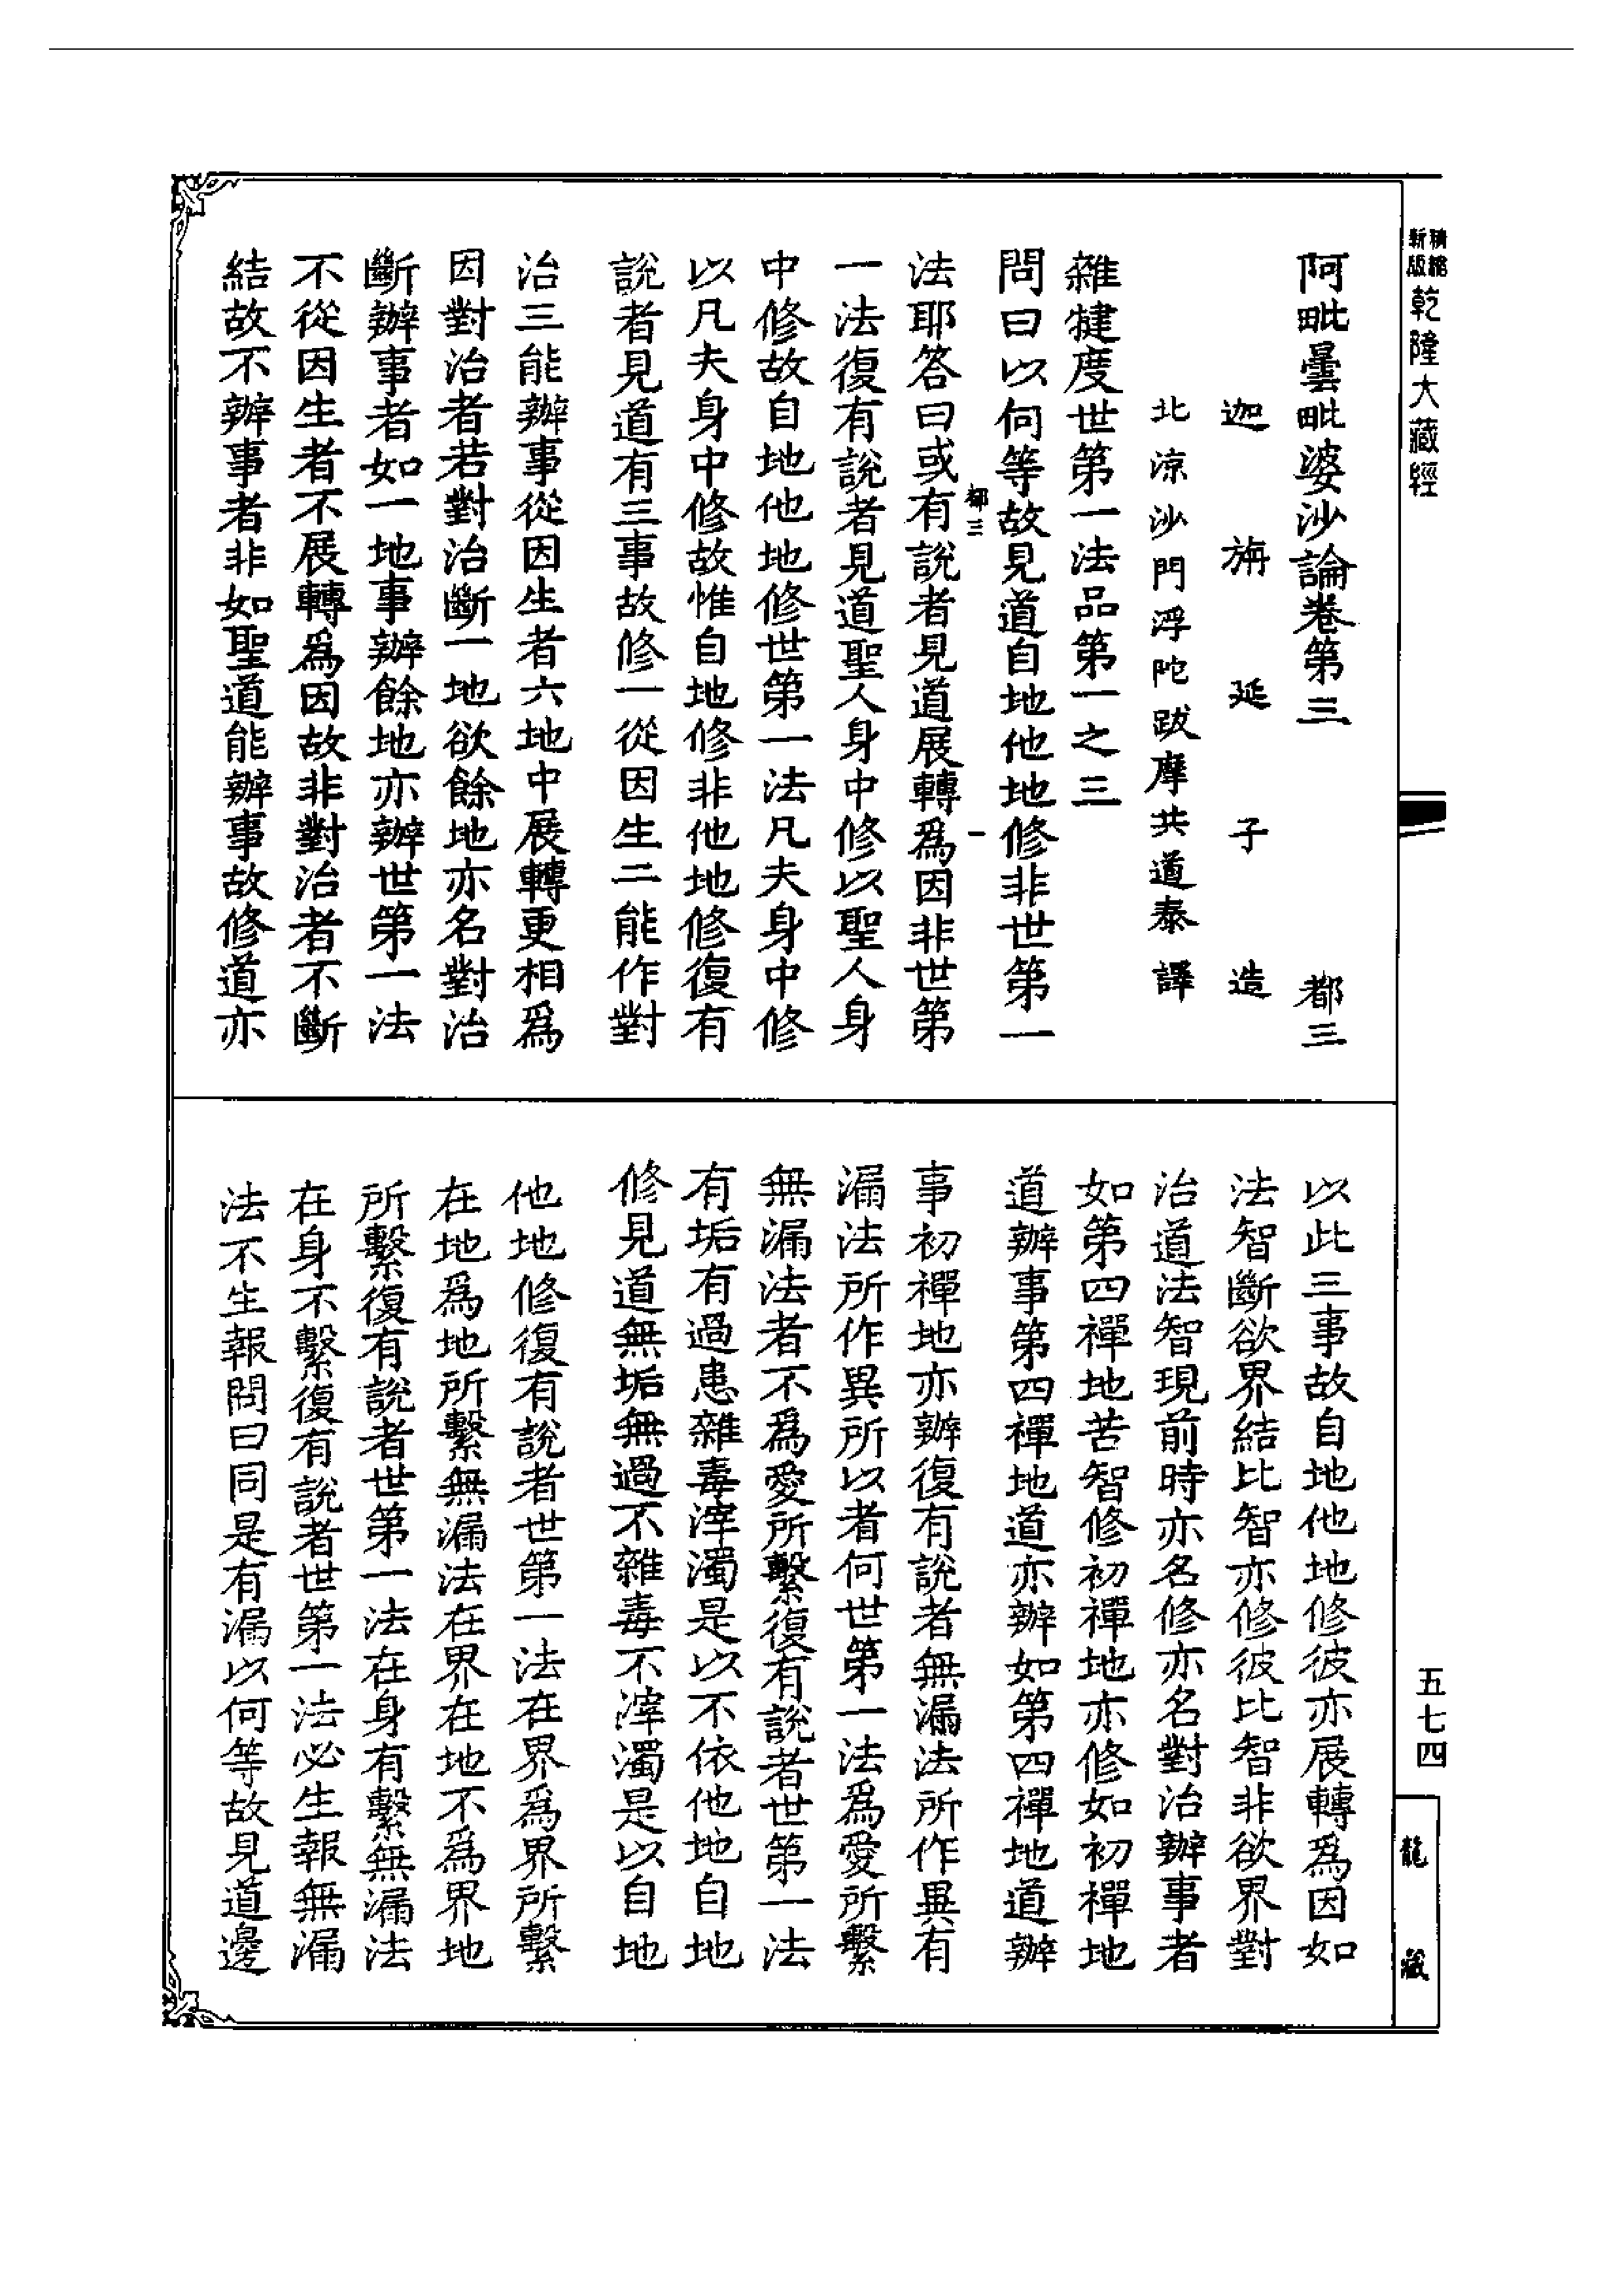 精縮新版乾隆大藏經
阿毗曇毗婆沙論卷第三 都三
迦旃延子造
北涼沙門浮陀跋摩共道泰譯
雜犍度世第一法品第一之三
問曰以何等故見道自地他地修非世第一
都三 一
法耶答曰或有說者見道展轉爲因非世第
一法復有說者見道聖人身中修以聖人身
中修故自地他地修世第一法凡夫身中修
以凡夫身中修故惟自地修非他地修復有
說者見道有三事故修一從因生二能作對
治三能辦事從因生者六地中展轉更相爲
因對治者若對治斷一地欲餘地亦名對治
斷辦事者如一地事辦餘地亦辦世第一法
不從因生者不展轉爲因故非對治者不斷
結故不辦事者非如聖道能辦事故修道亦
以此三事故自地他地修彼亦展轉爲因如
法智斷欲界結比智亦修彼比智非欲界對
治道法智現前時亦名修亦名對治辦事者
如第四禪地苦智修初禪地亦修如初禪地
道辦事第四禪地道亦辦如第四禪地道辦
事初禪地亦辦復有說者無漏法所作異有
漏法所作異所以者何世第一法爲愛所繫
無漏法者不爲愛所繫復有說者世第一法
有垢有過患雜毒滓濁是以不依他地自地
修見道無垢無過不雜毒不滓濁是以自地
他地修復有說者世第一法在界爲界所繫
在地爲地所繫無漏法在界在地不爲界地
所繫復有說者世第一法在身有繫無漏法
在身不繫復有說者世第一法必生報無漏
法不生報問曰同是有漏以何等故見道邊
五七四
龍藏